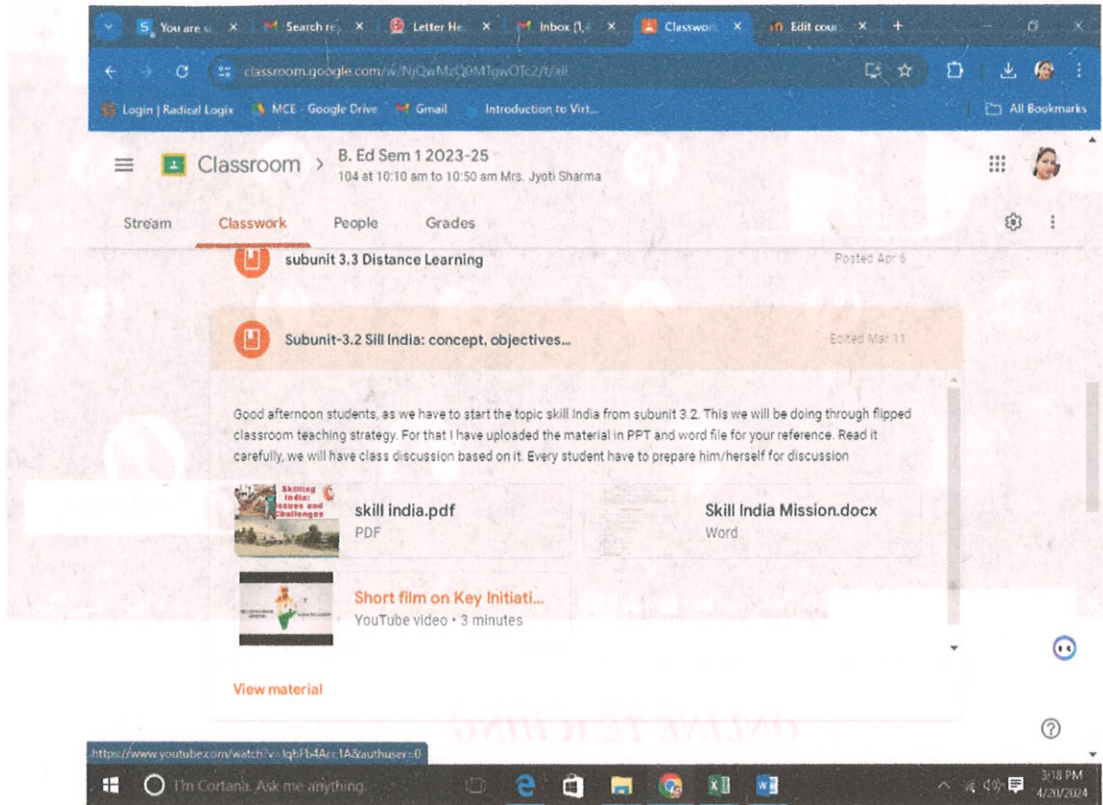 You are s
Search re
Letter He
Inbox (1,
Classwor
Edit cour
classroom.google.com/w/NjQwMzQ0MTgwOTc2/t/all
Login | Radical Logix
MCE - Google Drive
Gmail
Introduction to Virt...
All Bookmarks
Classroom
B. Ed Sem 1 2023-25
104 at 10:10 am to 10:50 am Mrs. Jyoti Sharma
Stream
Classwork
People
Grades
subunit 3.3 Distance Learning
Posted Apr 6
Subunit-3.2 Sill India: concept, objectives...
Edited Mar 11
Good afternoon students, as we have to start the topic skill India from subunit 3.2. This we will be doing through flipped
classroom teaching strategy. For that I have uploaded the material in PPT and word file for your reference. Read it
carefully, we will have class discussion based on it. Every student have to prepare him/herself for discussion
Skilling
India:
Issues and
Challenges
skill india.pdf
PDF
Skill India Mission.docx
Word
Short film on Key Initiati...
YouTube video • 3 minutes
View material
ONLINE TEACHING
I'm Cortana. Ask me anything.
3:18 PM
4/20/2024